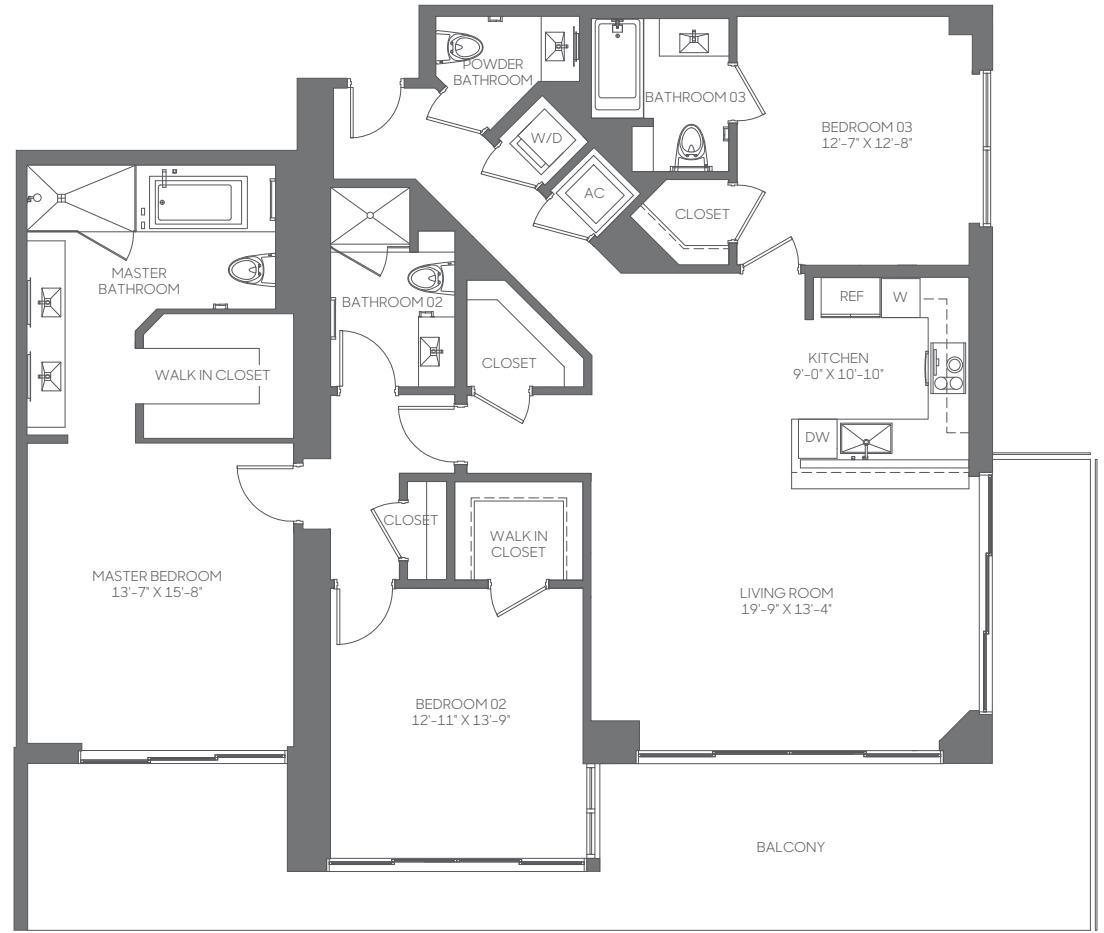 POWDER
BATHROOM
BATHROOM 03
BEDROOM 03
12'-7" X 12'-8"
W/D
AC
CLOSET
MASTER
BATHROOM
BATHROOM 02
REF
W
WALK IN CLOSET
CLOSET
KITCHEN
9'-0" X 10'-10"
DW
CLOSET
WALK IN
CLOSET
MASTER BEDROOM
13'-7" X 15'-8"
LIVING ROOM
19'-9" X 13'-4"
BEDROOM 02
12'-11" X 13'-9"
BALCONY